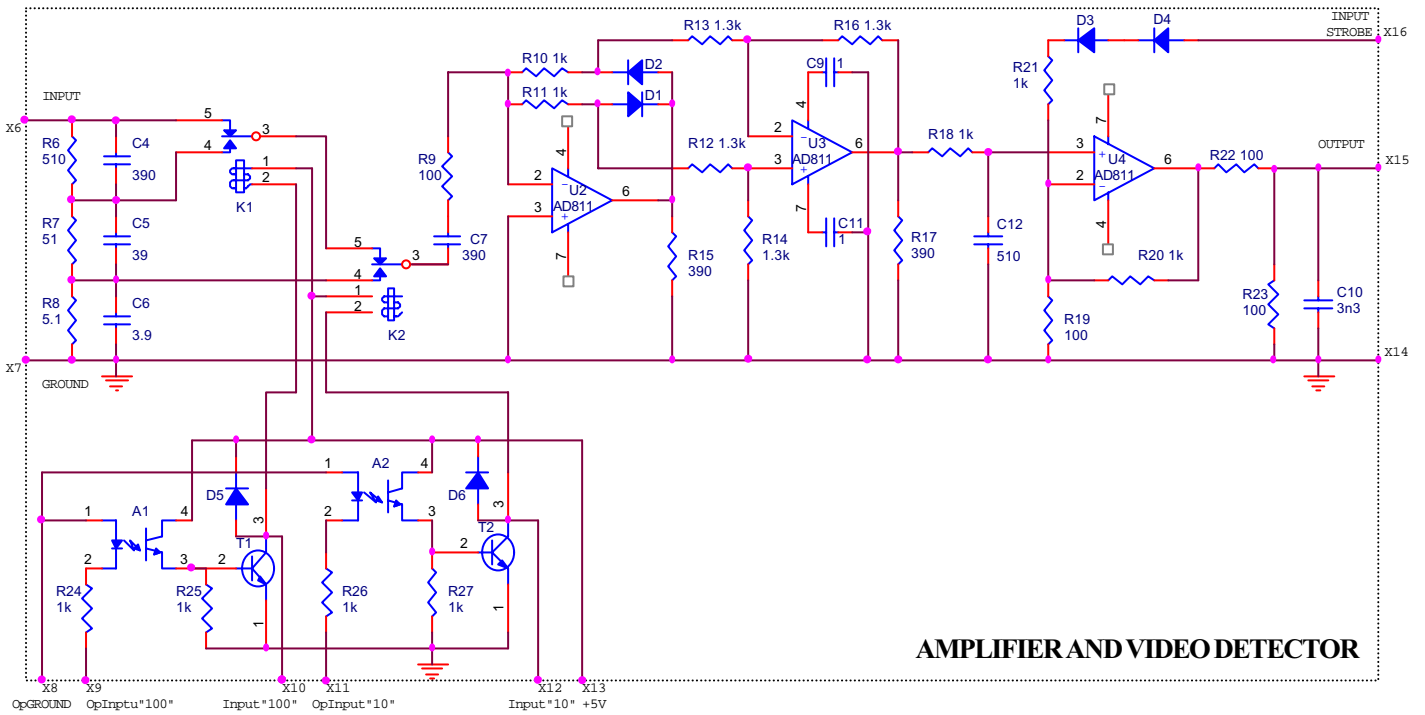 R13 1.3k
R16 1.3k
D3
D4
INPUT
STROBE
X16
R10 1k
D2
C9
1
R21
1k
INPUT
R11 1k
D1
4
7
X6
5
3
R6
510
C4
390
4
2
U3
AD811
6
R18 1k
3
U4
AD811
6
R22 100
OUTPUT
X15
1
2
K1
R9
100
4
R12 1.3k
3
2
2
U2
AD811
6
7
4
R7
51
C5
39
3
C11
1
5
3
C7
390
7
R15
390
R14
1.3k
R17
390
C12
510
R20 1k
4
1
2
K2
R8
5.1
C6
3.9
R19
100
R23
100
C10
3n3
X7
GROUND
X14
1
A2
4
D5
D6
1
A1
4
3
2
3
3
T1
T2
2
3
2
2
R24
1k
R25
1k
1
R26
1k
R27
1k
1
AMPLIFIER AND VIDEO DETECTOR
X8
X9
X10
X11
X12
X13
OpGROUND
OpInptu"100"
Input"100"
OpInput"10"
Input"10"
+5V